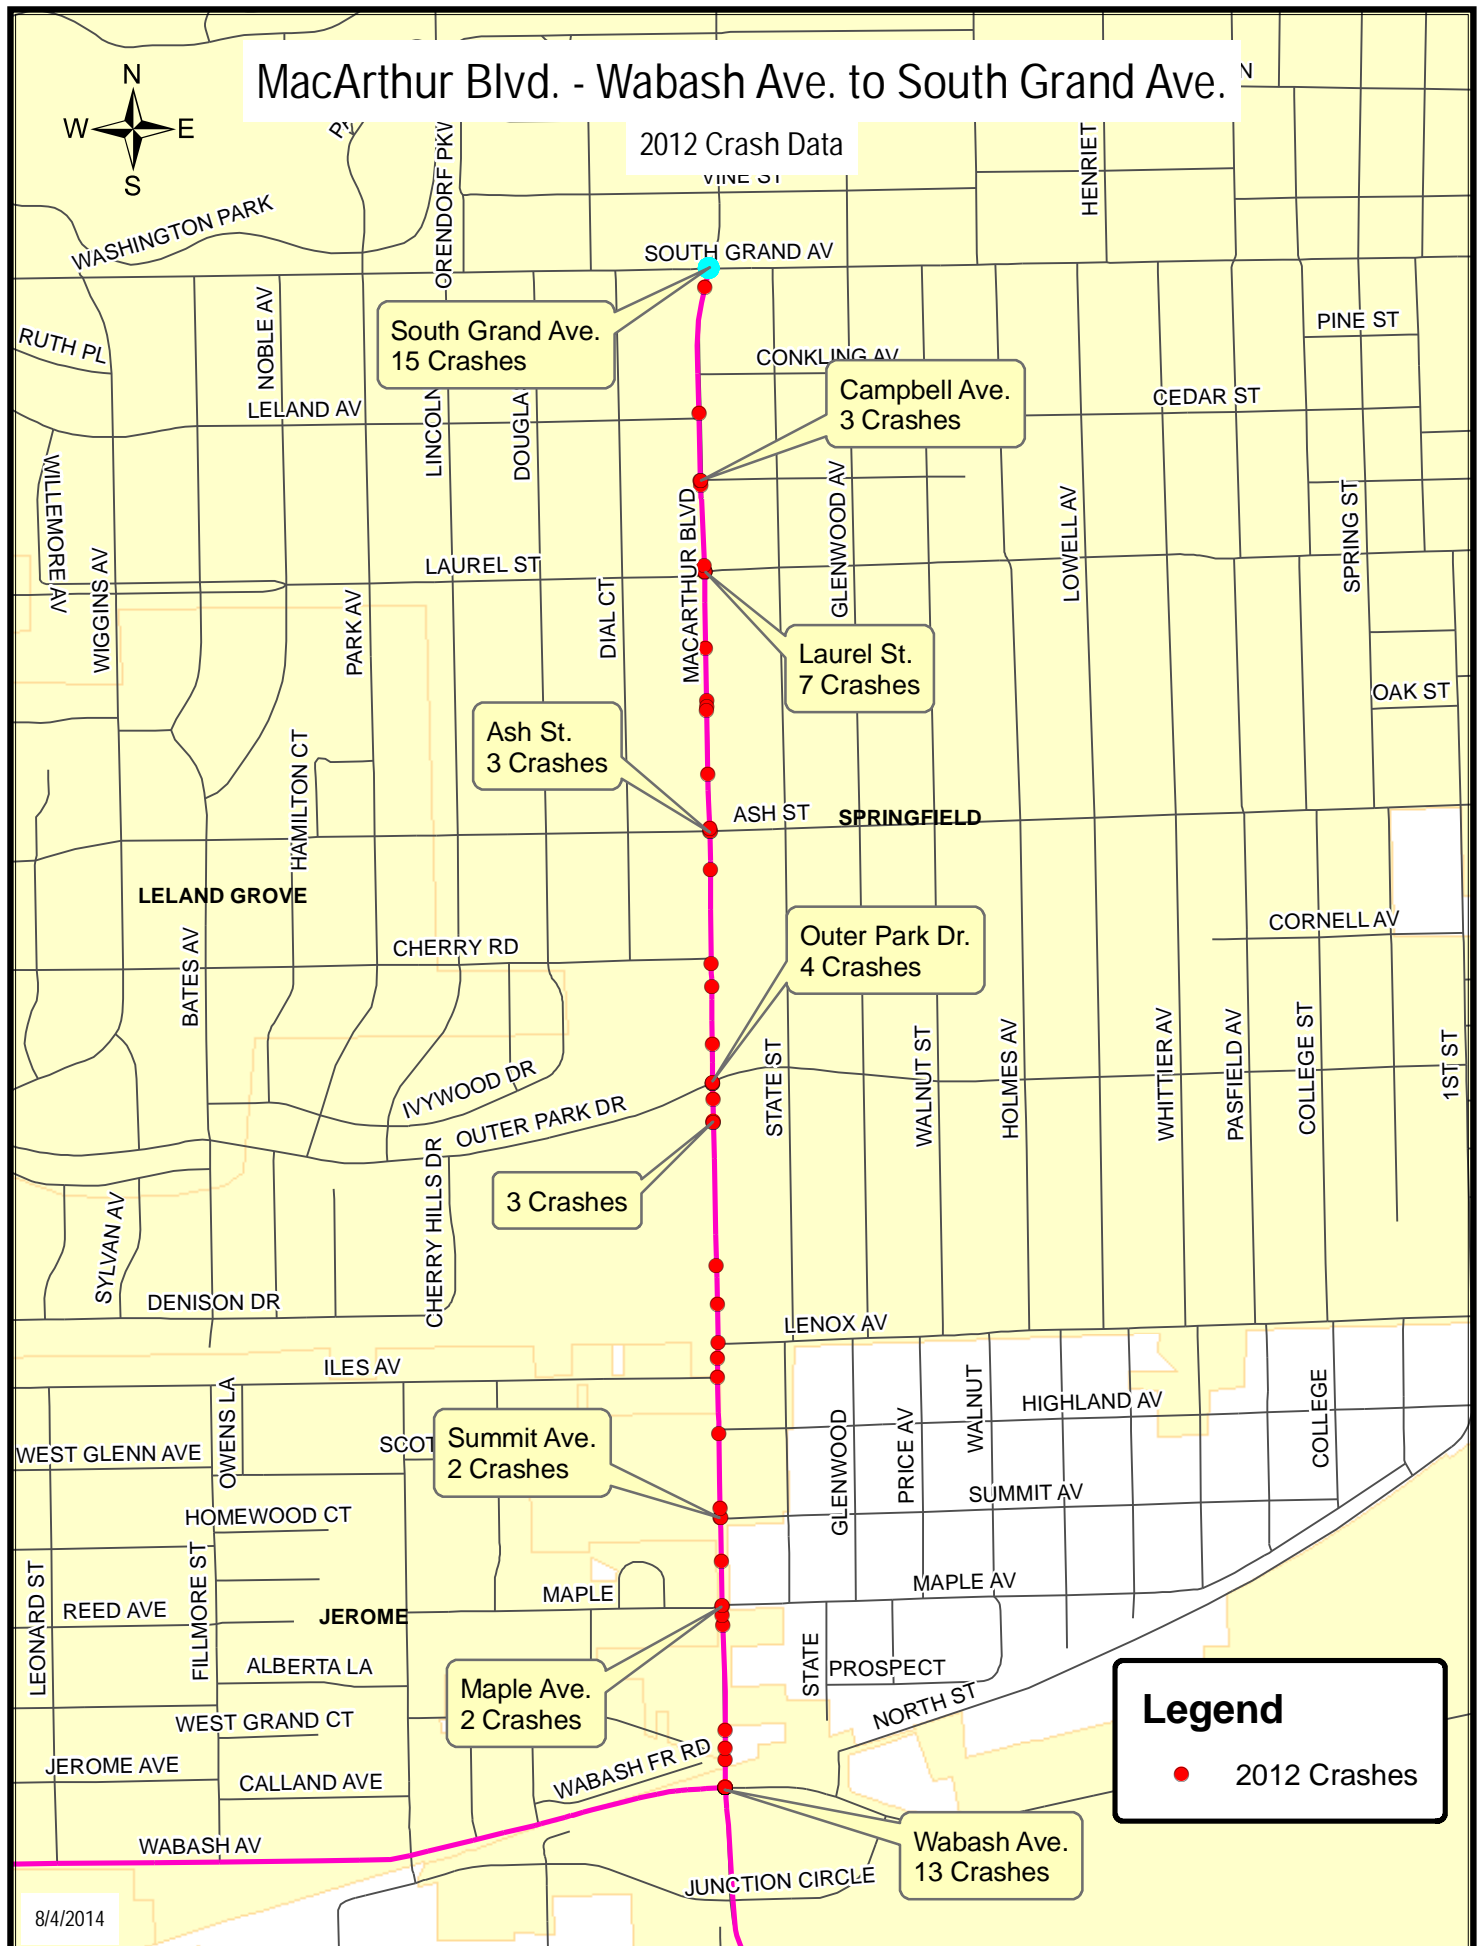 MacArthur Blvd. - Wabash Ave. to South Grand Ave.
2012 Crash Data
N
W E
S
N
ORENDORF PKW
HENRIET
VINE ST
WASHINGTON PARK
SOUTH GRAND AV
South Grand Ave.
15 Crashes
NOBLE AV
RUTH PL
PINE ST
CONKLING AV
Campbell Ave.
3 Crashes
CEDAR ST
LELAND AV
LINCOLN
DOUGLA
WILLEMORE AV
WIGGINS AV
LAUREL ST
PARK AV
DIAL CT
MACARTHUR BLVD
GLENWOOD AV
LOWELL AV
SPRING ST
Laurel St.
7 Crashes
OAK ST
Ash St.
3 Crashes
HAMILTON CT
ASH ST
SPRINGFIELD
LELAND GROVE
CORNELL AV
BATES AV
CHERRY RD
Outer Park Dr.
4 Crashes
STATE ST
WALNUT ST
HOLMES AV
WHITTIER AV
PASFIELD AV
COLLEGE ST
1ST ST
IVYWOOD DR
OUTER PARK DR
3 Crashes
SYLVAN AV
CHERRY HILLS DR
DENISON DR
LENOX AV
ILES AV
OWENS LA
WEST GLENN AVE
SCOT
Summit Ave.
2 Crashes
GLENWOOD
PRICE AV
WALNUT
HIGHLAND AV
COLLEGE
SUMMIT AV
HOMEWOOD CT
LEONARD ST
FILLMORE ST
REED AVE
JEROME
MAPLE
MAPLE AV
ALBERTA LA
STATE
PROSPECT
Maple Ave.
2 Crashes
WEST GRAND CT
NORTH ST
JEROME AVE
CALLAND AVE
WABASH FR RD
WABASH AV
Wabash Ave.
13 Crashes
JUNCTION CIRCLE
Legend
2012 Crashes
8/4/2014